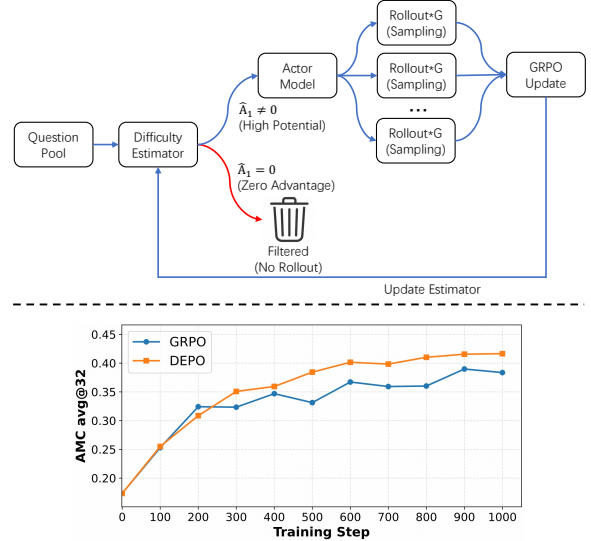 Rollout*G
(Sampling)
Actor
Model
Rollout*G
(Sampling)
GRPO
Update
...
Â₁ ≠ 0
(High Potential)
Rollout*G
(Sampling)
Question
Pool
Difficulty
Estimator
Â₁ = 0
(Zero Advantage)
Filtered
(No Rollout)
Update Estimator
GRPO
DEPO
AMC avg@32
0.45
0.40
0.35
0.30
0.25
0.20
0 100 200 300 400 500 600 700 800 900 1000
Training Step